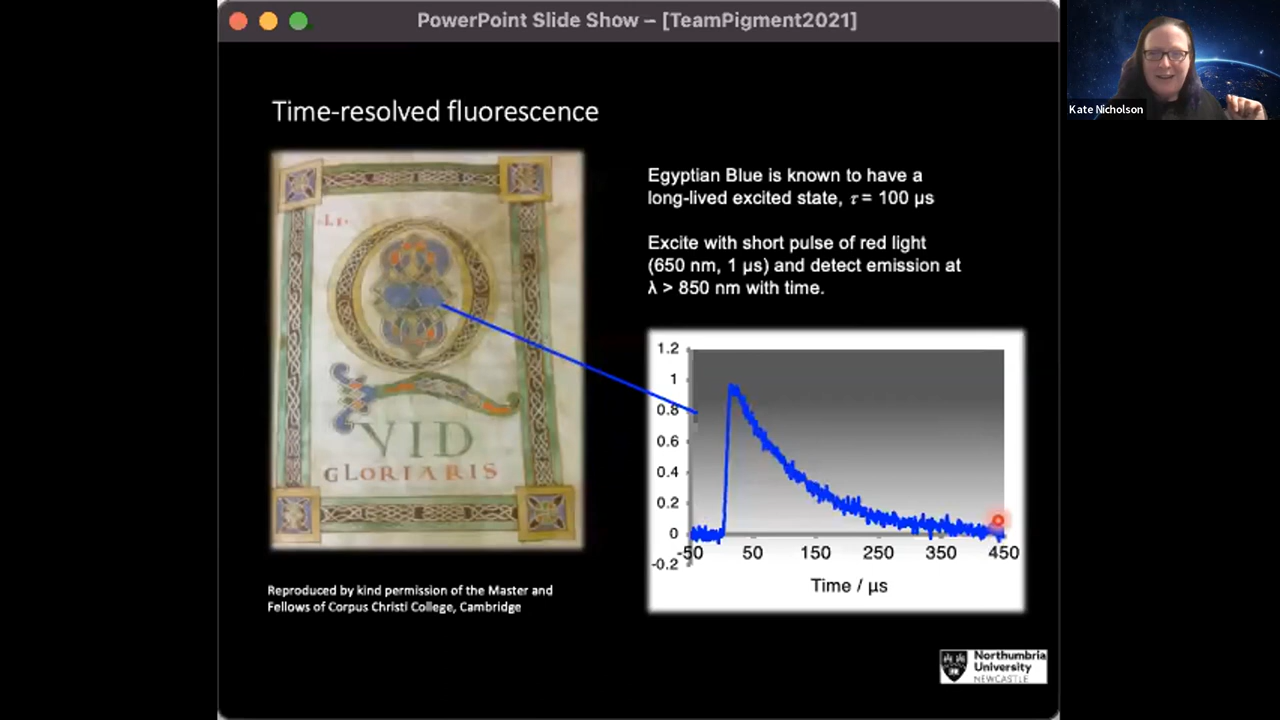 PowerPoint Slide Show – [TeamPigment2021]
Kate Nicholson
Time-resolved fluorescence
·LI·
VID
GLORIARIS
Egyptian Blue is known to have a
long-lived excited state, τ = 100 µs
Excite with short pulse of red light
(650 nm, 1 µs) and detect emission at
λ > 850 nm with time.
1.2
1
0.8
0.6
0.4
0.2
0
-0.2
-50 50 150 250 350 450
Time / µs
Reproduced by kind permission of the Master and
Fellows of Corpus Christi College, Cambridge
Northumbria
University
NEWCASTLE